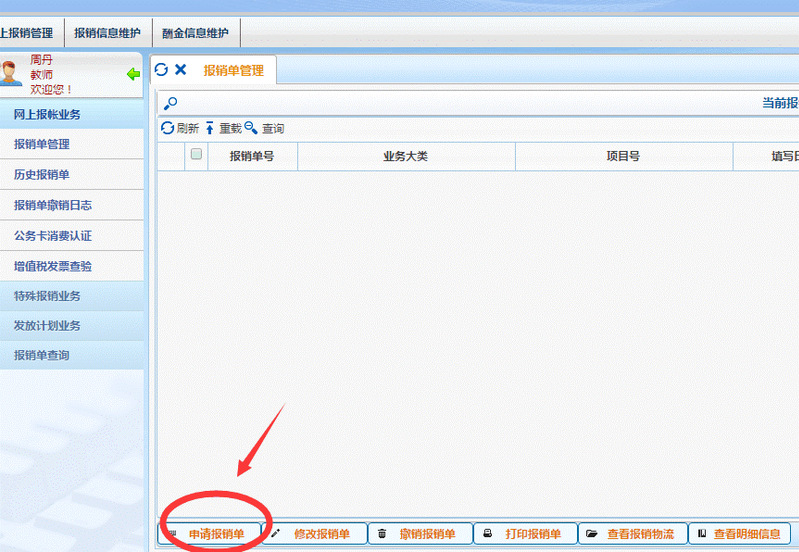 上报销管理 报销信息维护 酬金信息维护
周丹
教师
欢迎您！
报销单管理
网上报帐业务
当前报
报销单管理
刷新 重载 查询
历史报销单
报销单号 业务大类 项目号 填写日
报销单撤销日志
公务卡消费认证
增值税发票查验
特殊报销业务
发放计划业务
报销单查询
申请报销单 修改报销单 撤销报销单 打印报销单 查看报销物流 查看明细信息